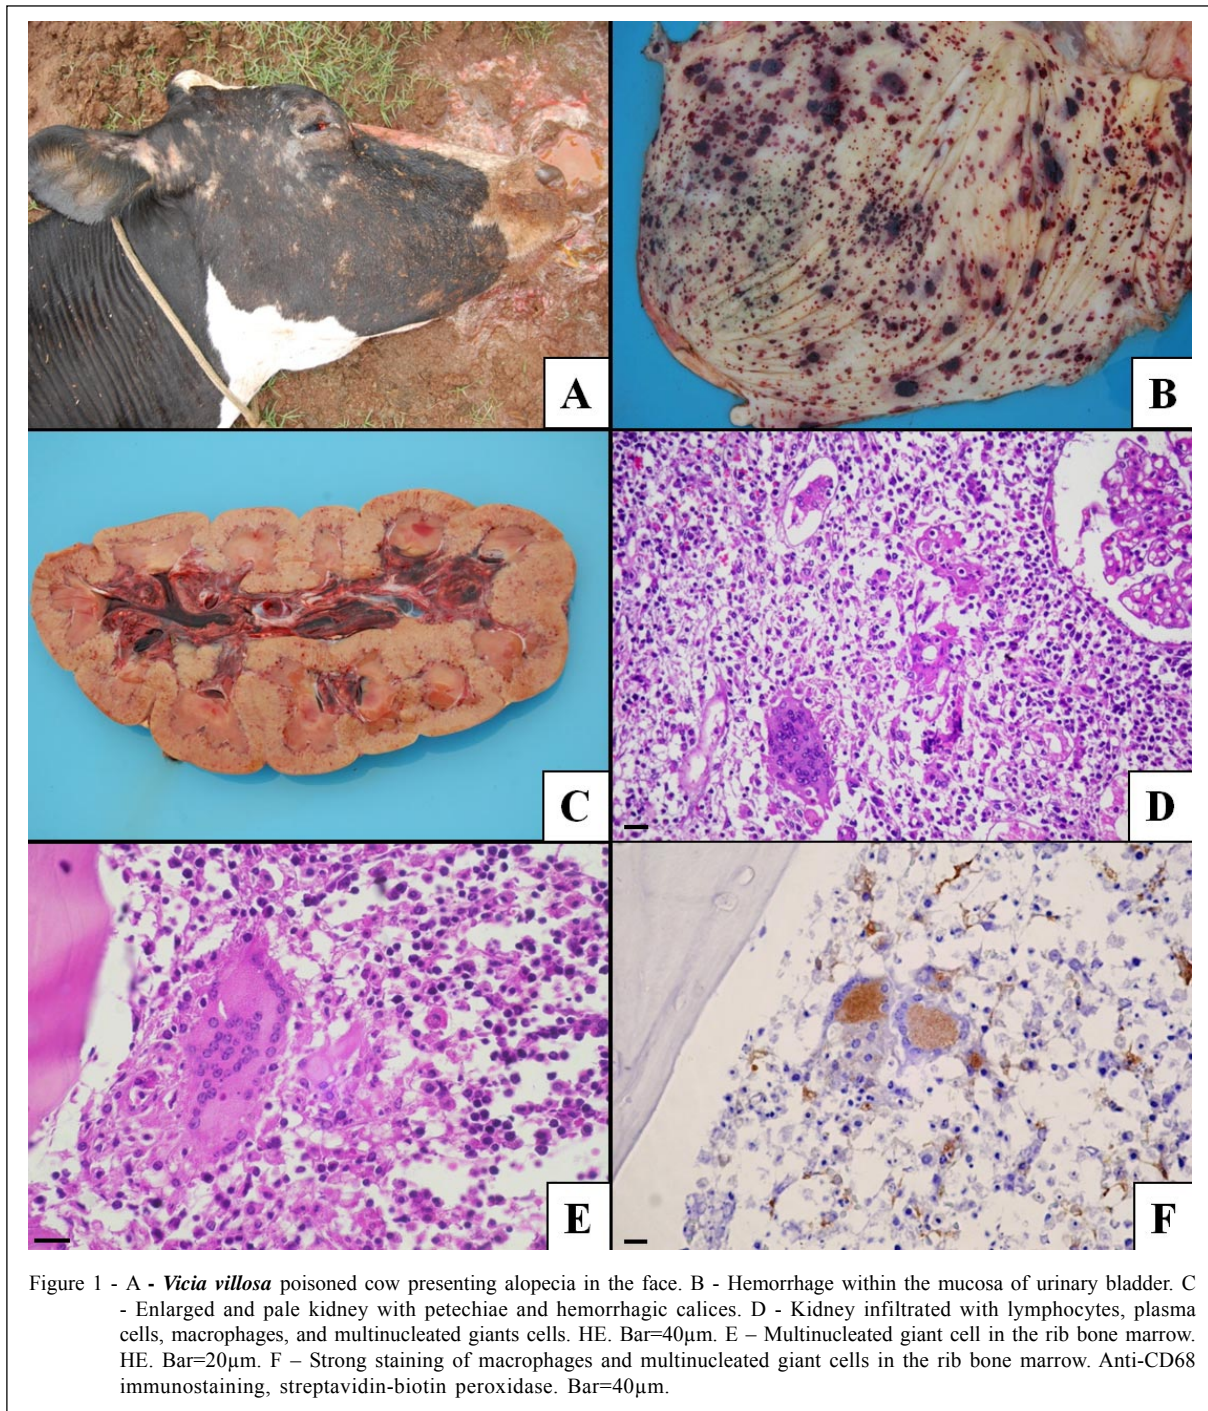 A
B
C
D
E
F
Figure 1 - A - Vicia villosa poisoned cow presenting alopecia in the face. B - Hemorrhage within the mucosa of urinary bladder. C
- Enlarged and pale kidney with petechiae and hemorrhagic calices. D - Kidney infiltrated with lymphocytes, plasma
cells, macrophages, and multinucleated giants cells. HE. Bar=40µm. E – Multinucleated giant cell in the rib bone marrow.
HE. Bar=20µm. F – Strong staining of macrophages and multinucleated giant cells in the rib bone marrow. Anti-CD68
immunostaining, streptavidin-biotin peroxidase. Bar=40µm.